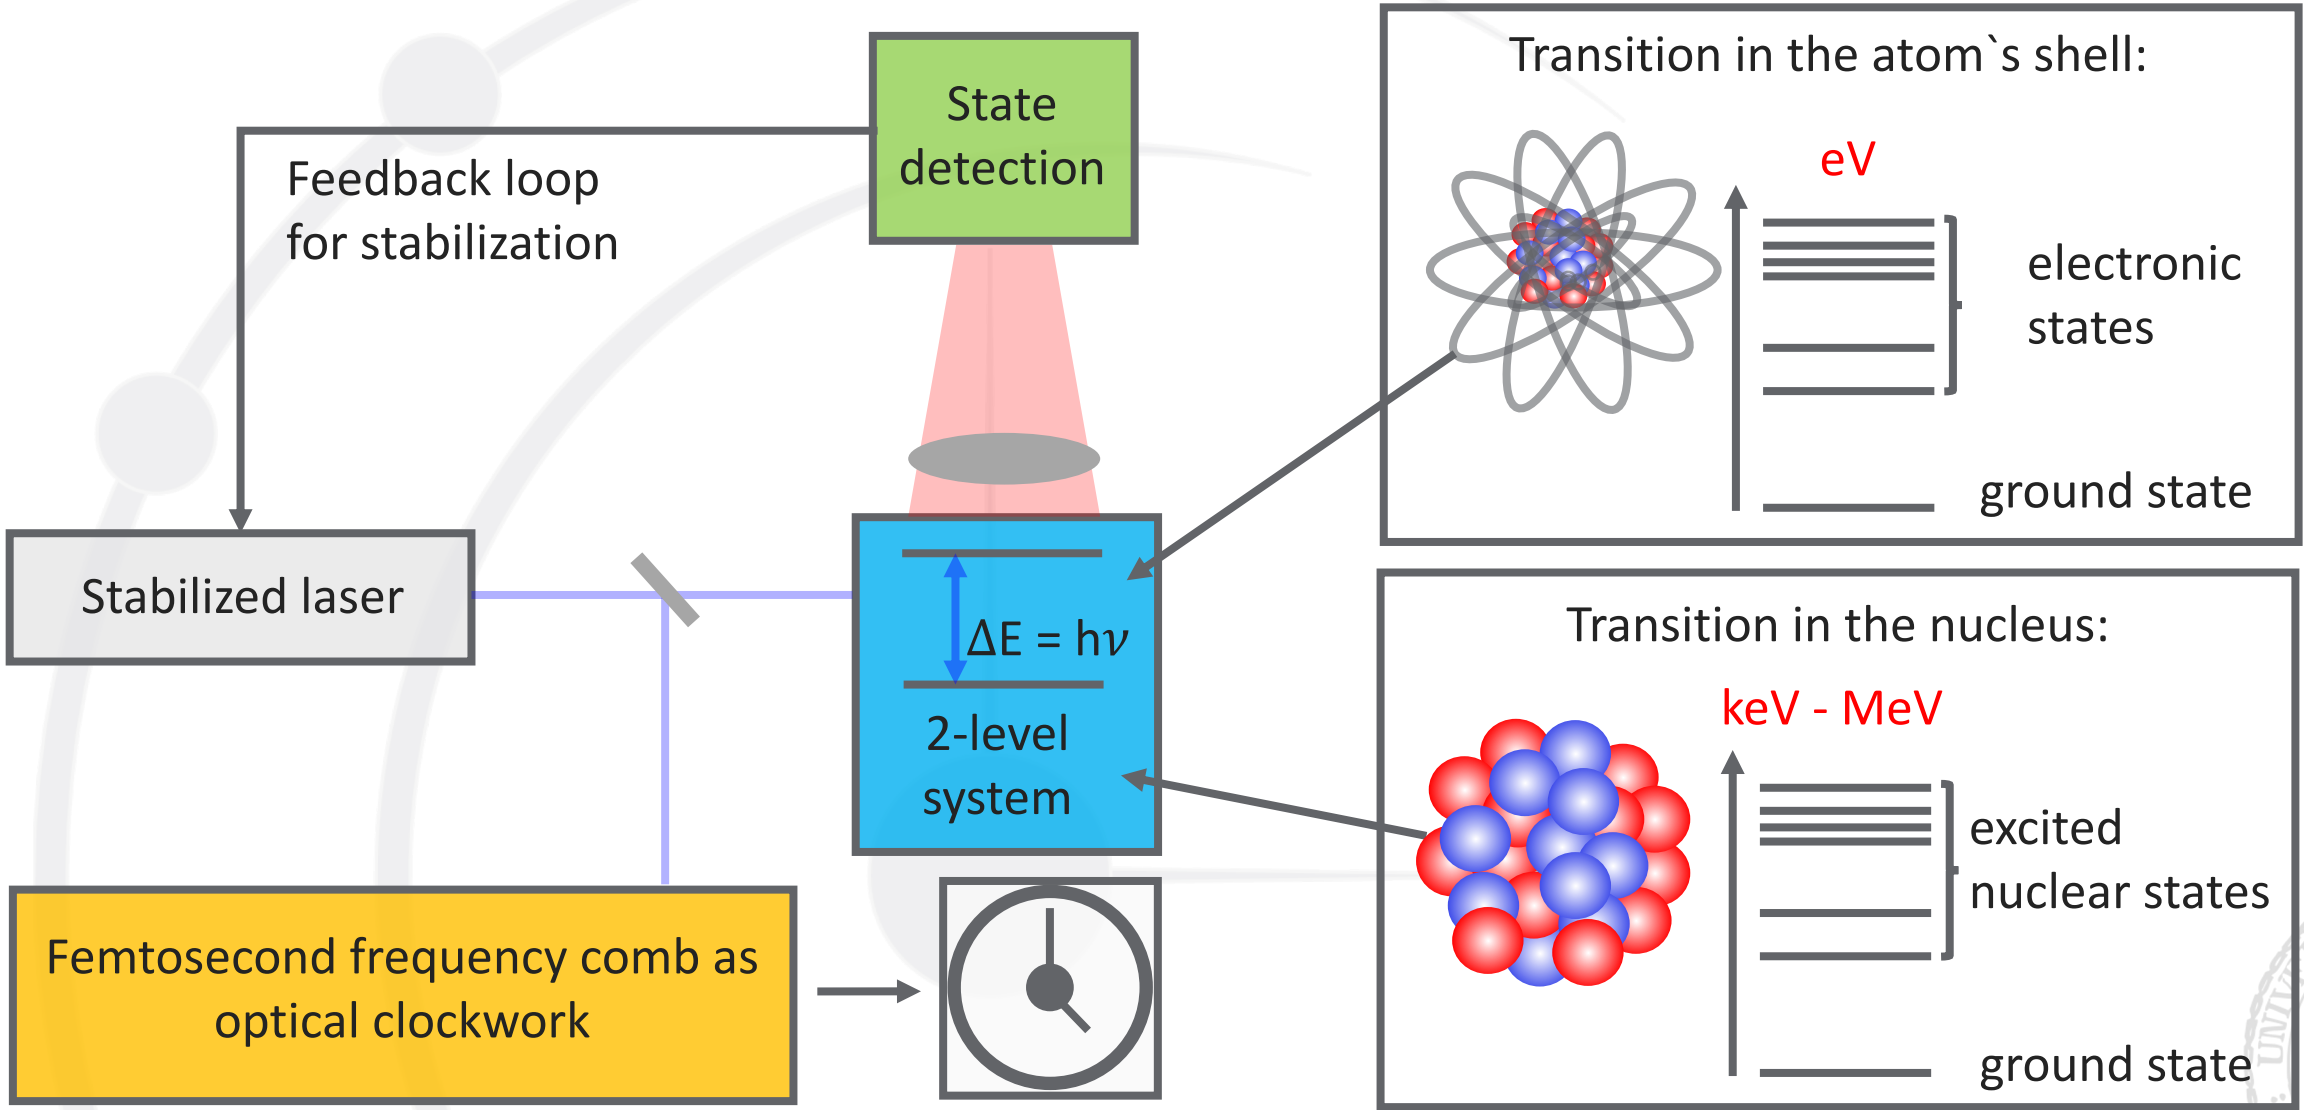 State
detection
Feedback loop
for stabilization
Stabilized laser
ΔE = hν
2-level
system
Femtosecond frequency comb as
optical clockwork
Transition in the atom`s shell:
eV
electronic
states
ground state
Transition in the nucleus:
keV - MeV
excited
nuclear states
ground state